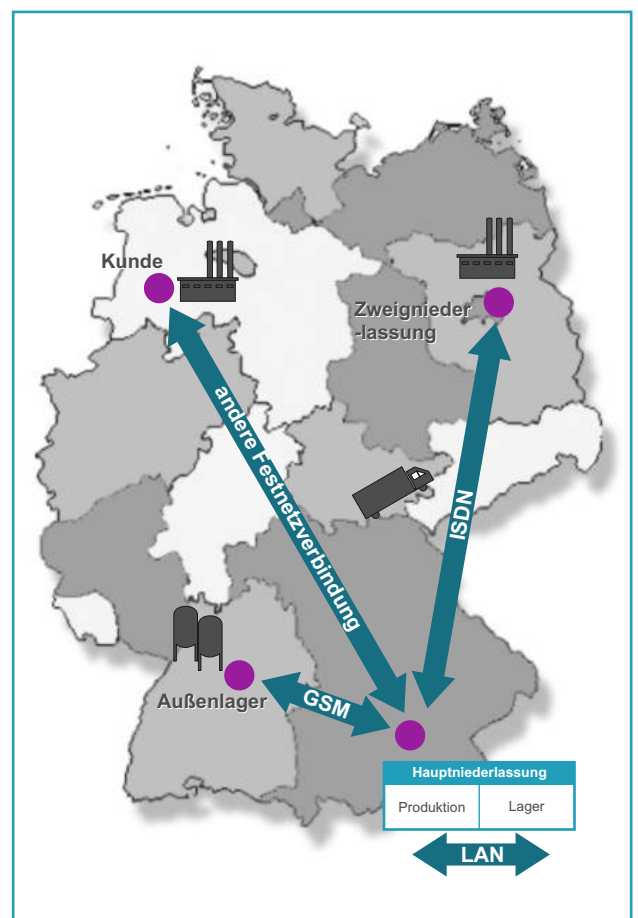 Kunde
Zweignieder
-lassung
andere Festnetzverbindung
ISDN
Außenlager
GSM
Hauptniederlassung
Produktion
Lager
LAN